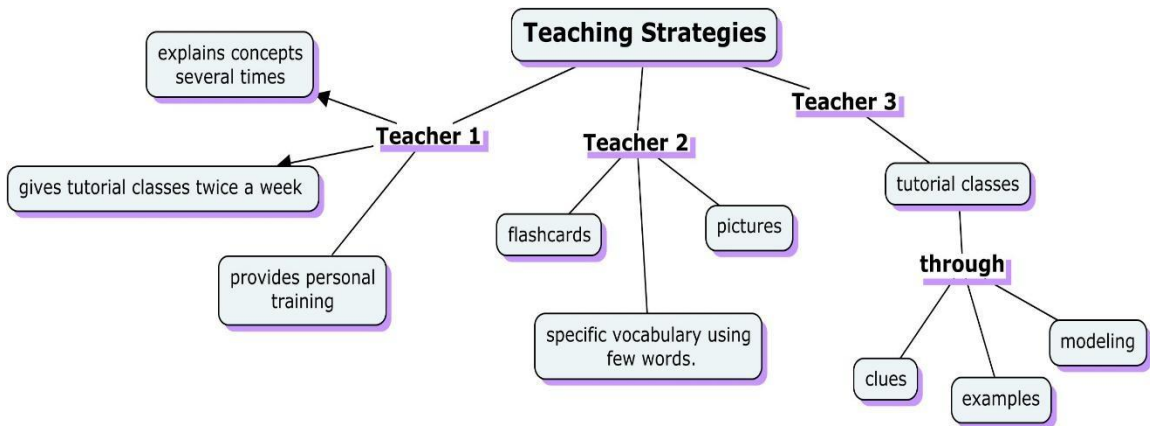 Teaching Strategies
explains concepts
several times
Teacher 1
gives tutorial classes twice a week
provides personal
training
Teacher 2
flashcards
pictures
specific vocabulary using
few words.
Teacher 3
tutorial classes
through
clues
examples
modeling